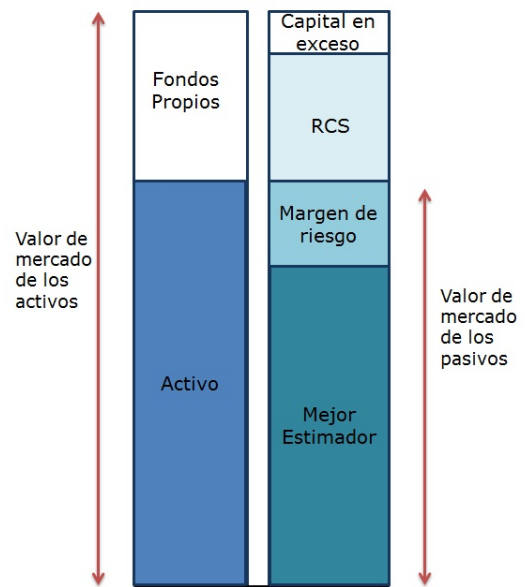 Capital en
exceso
Fondos
Propios
RCS
Margen de
riesgo
Valor de
mercado
de los
activos
Valor de
mercado
de los
pasivos
Activo
Mejor
Estimador